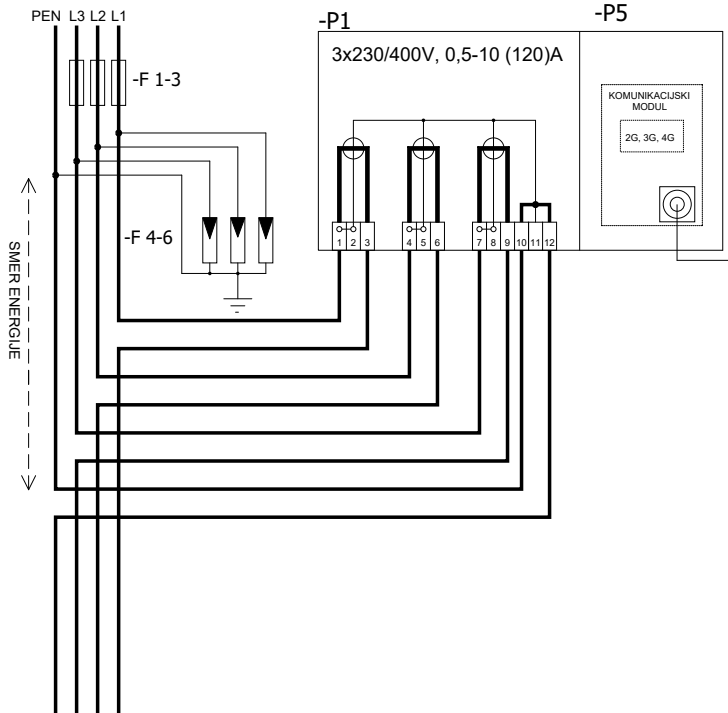 PEN L3 L2 L1
-F 1-3
-F 4-6
SMER ENERGIJE
-P1
3x230/400V, 0,5-10 (120)A
1 2 3 4 5 6 7 8 9 10 11 12
-P5
KOMUNIKACIJSKI
MODUL
2G, 3G, 4G